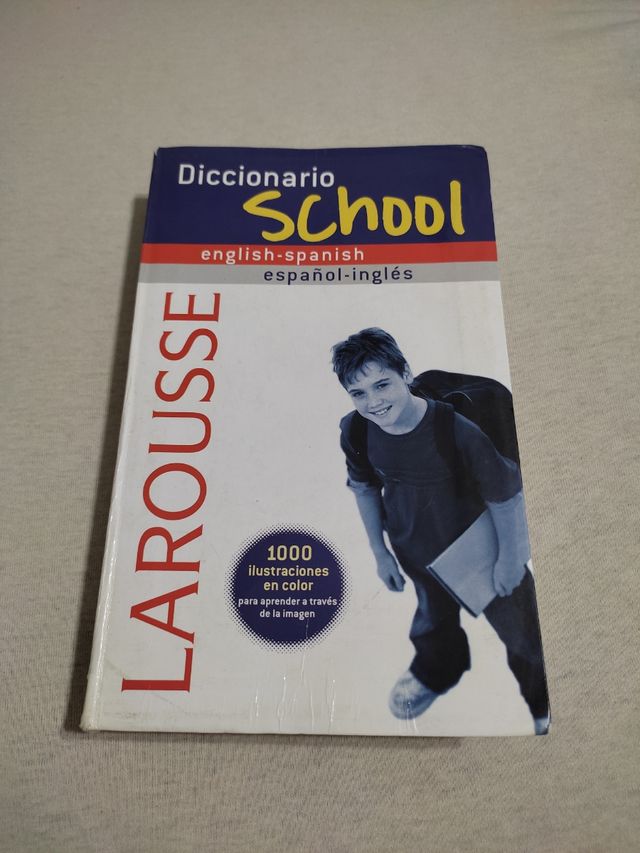 Diccionario
School
english-spanish
español-inglés
LAROUSSE
1000
ilustraciones
en color
para aprender a través
de la imagen